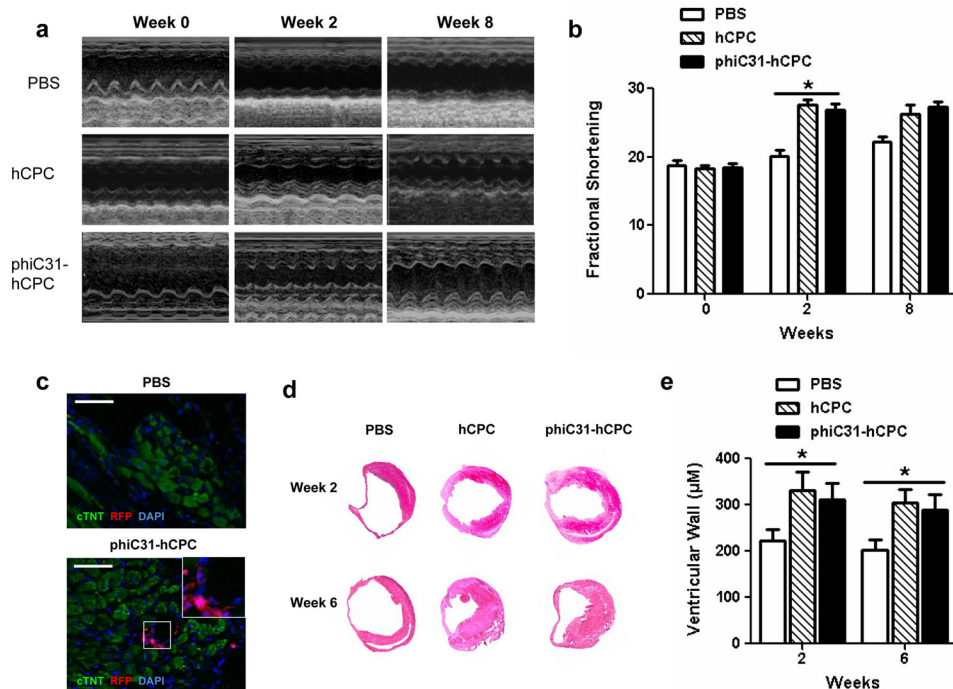 a
Week 0 Week 2 Week 8
PBS
hCPC
phiC31-
hCPC
b
PBS
hCPC
phiC31-hCPC
Fractional Shortening
30
20
10
0
*
0 2 8
Weeks
c
PBS
cTNT RFP DAPI
phiC31-hCPC
cTNT RFP DAPI
d
PBS hCPC phiC31-hCPC
Week 2
Week 6
e
PBS
hCPC
phiC31-hCPC
Ventricular Wall (µM)
400
300
200
100
0
* *
2 6
Weeks